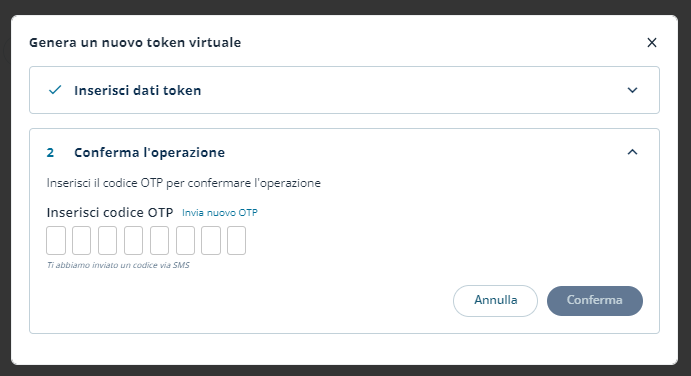 Genera un nuovo token virtuale
Inserisci dati token
2 Conferma l'operazione
Inserisci il codice OTP per confermare l'operazione
Inserisci codice OTP Invia nuovo OTP
Ti abbiamo inviato un codice via SMS
Annulla Conferma